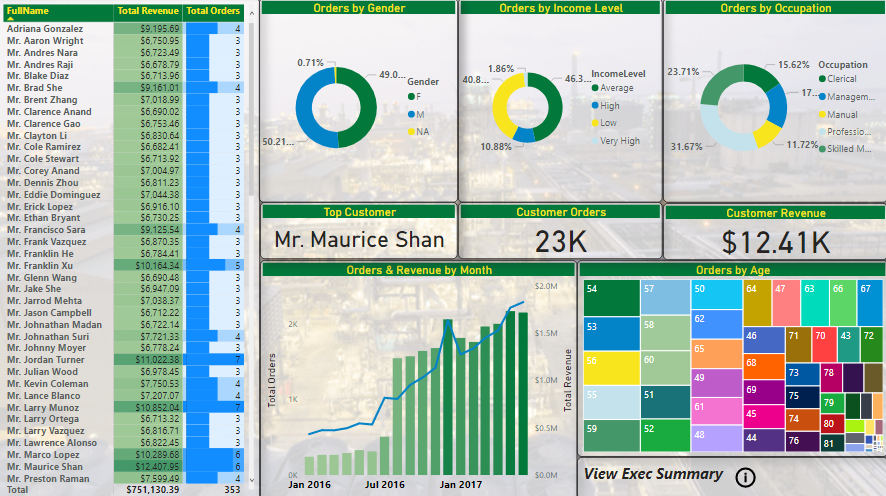 FullName Total Revenue Total Orders
Adriana Gonzalez $9,195.69 4
Mr. Aaron Wright $6,750.95 3
Mr. Andres Nara $6,723.49 3
Mr. Andres Raji $6,678.79 3
Mr. Blake Diaz $6,713.96 3
Mr. Brad She $9,161.01 4
Mr. Brent Zhang $7,018.99 3
Mr. Clarence Anand $6,690.02 3
Mr. Clarence Gao $6,753.46 3
Mr. Clayton Li $6,830.64 3
Mr. Cole Ramirez $6,682.41 3
Mr. Cole Stewart $6,713.92 3
Mr. Corey Anand $7,004.97 3
Mr. Dennis Zhou $6,811.23 3
Mr. Eddie Dominguez $7,044.38 3
Mr. Erick Lopez $6,916.10 3
Mr. Ethan Bryant $6,730.25 3
Mr. Francisco Sara $9,125.54 4
Mr. Frank Vazquez $6,870.35 3
Mr. Franklin He $6,784.41 3
Mr. Franklin Xu $10,164.34 5
Mr. Glenn Wang $6,690.48 3
Mr. Jake She $6,947.09 3
Mr. Jarrod Mehta $7,038.37 3
Mr. Jason Campbell $6,712.22 3
Mr. Johnathan Madan $6,722.14 3
Mr. Johnathan Suri $7,721.33 4
Mr. Johnny Moyer $6,778.24 3
Mr. Jordan Turner $11,022.38 7
Mr. Julian Wood $6,978.45 3
Mr. Kevin Coleman $7,750.53 4
Mr. Lance Blanco $7,207.07 4
Mr. Larry Munoz $10,852.04 7
Mr. Larry Ortega $6,713.32 3
Mr. Larry Vazquez $6,816.71 3
Mr. Lawrence Alonso $6,822.45 3
Mr. Marco Lopez $10,289.68 6
Mr. Maurice Shan $12,407.95 6
Mr. Preston Raman $7,599.48 4
Total $751,130.39 353
Orders by Gender
0.71%
49.0...
50.21...
Gender
F
M
NA
Orders by Income Level
1.86%
40.8...
46.3...
10.88%
IncomeLevel
Average
High
Low
Very High
Orders by Occupation
23.71%
15.62%
17....
11.72%
31.67%
Occupation
Clerical
Managem...
Manual
Professio...
Skilled M...
Top Customer
Mr. Maurice Shan
Customer Orders
23K
Customer Revenue
$12.41K
Orders & Revenue by Month
Total Orders
2K
1K
0K
$2.0M
$1.5M
$1.0M
$0.5M
$0.0M
Total Revenue
Jan 2016 Jul 2016 Jan 2017
Orders by Age
54 57 50 64 47 63 66 67
53 58 62 46 71 70 43 72
56 60 65 68 73 78
55 51 49 69 75 79
59 52 61 45 74 80
48 44 76 81
View Exec Summary i